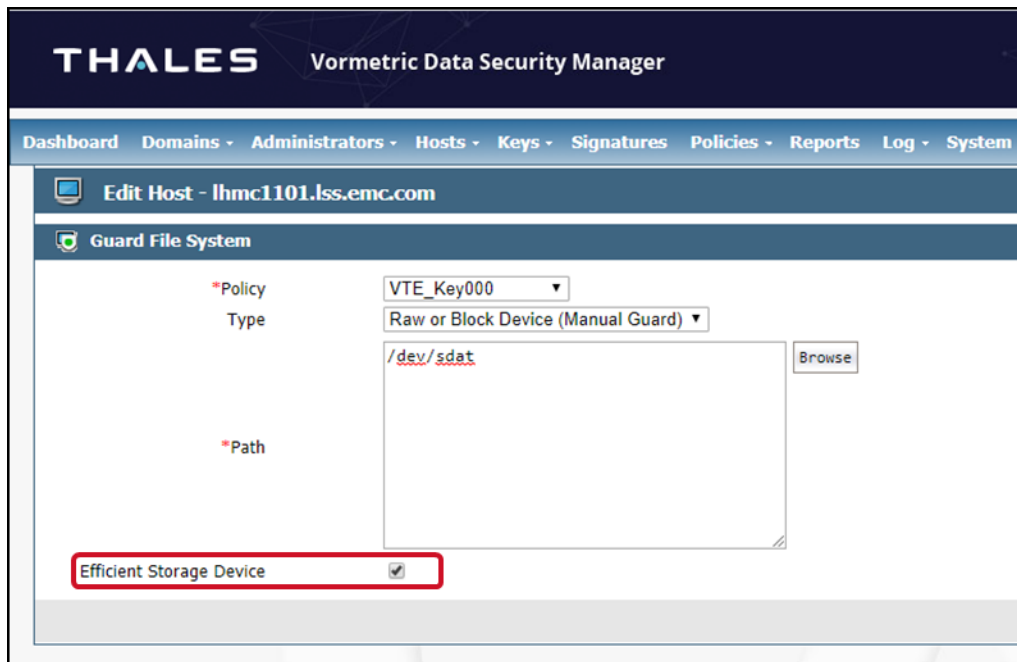 THALES Vormetric Data Security Manager
Dashboard Domains Administrators Hosts Keys Signatures Policies Reports Log System
Edit Host - lhmc1101.lss.emc.com
Guard File System
*Policy VTE_Key000
Type Raw or Block Device (Manual Guard)
/dev/sdat Browse
*Path
Efficient Storage Device